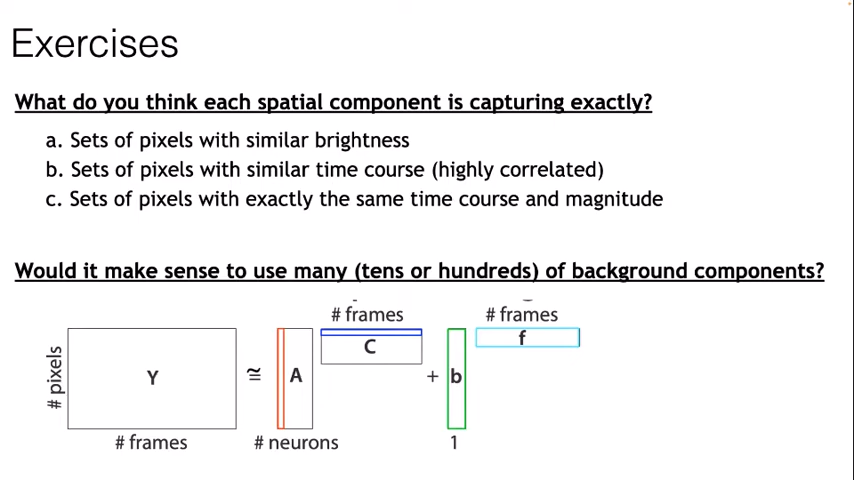 Exercises
What do you think each spatial component is capturing exactly?
a. Sets of pixels with similar brightness
b. Sets of pixels with similar time course (highly correlated)
c. Sets of pixels with exactly the same time course and magnitude
Would it make sense to use many (tens or hundreds) of background components?
# frames
# frames
# pixels
Y
≅
A
C
+
b
f
# frames
# neurons
1